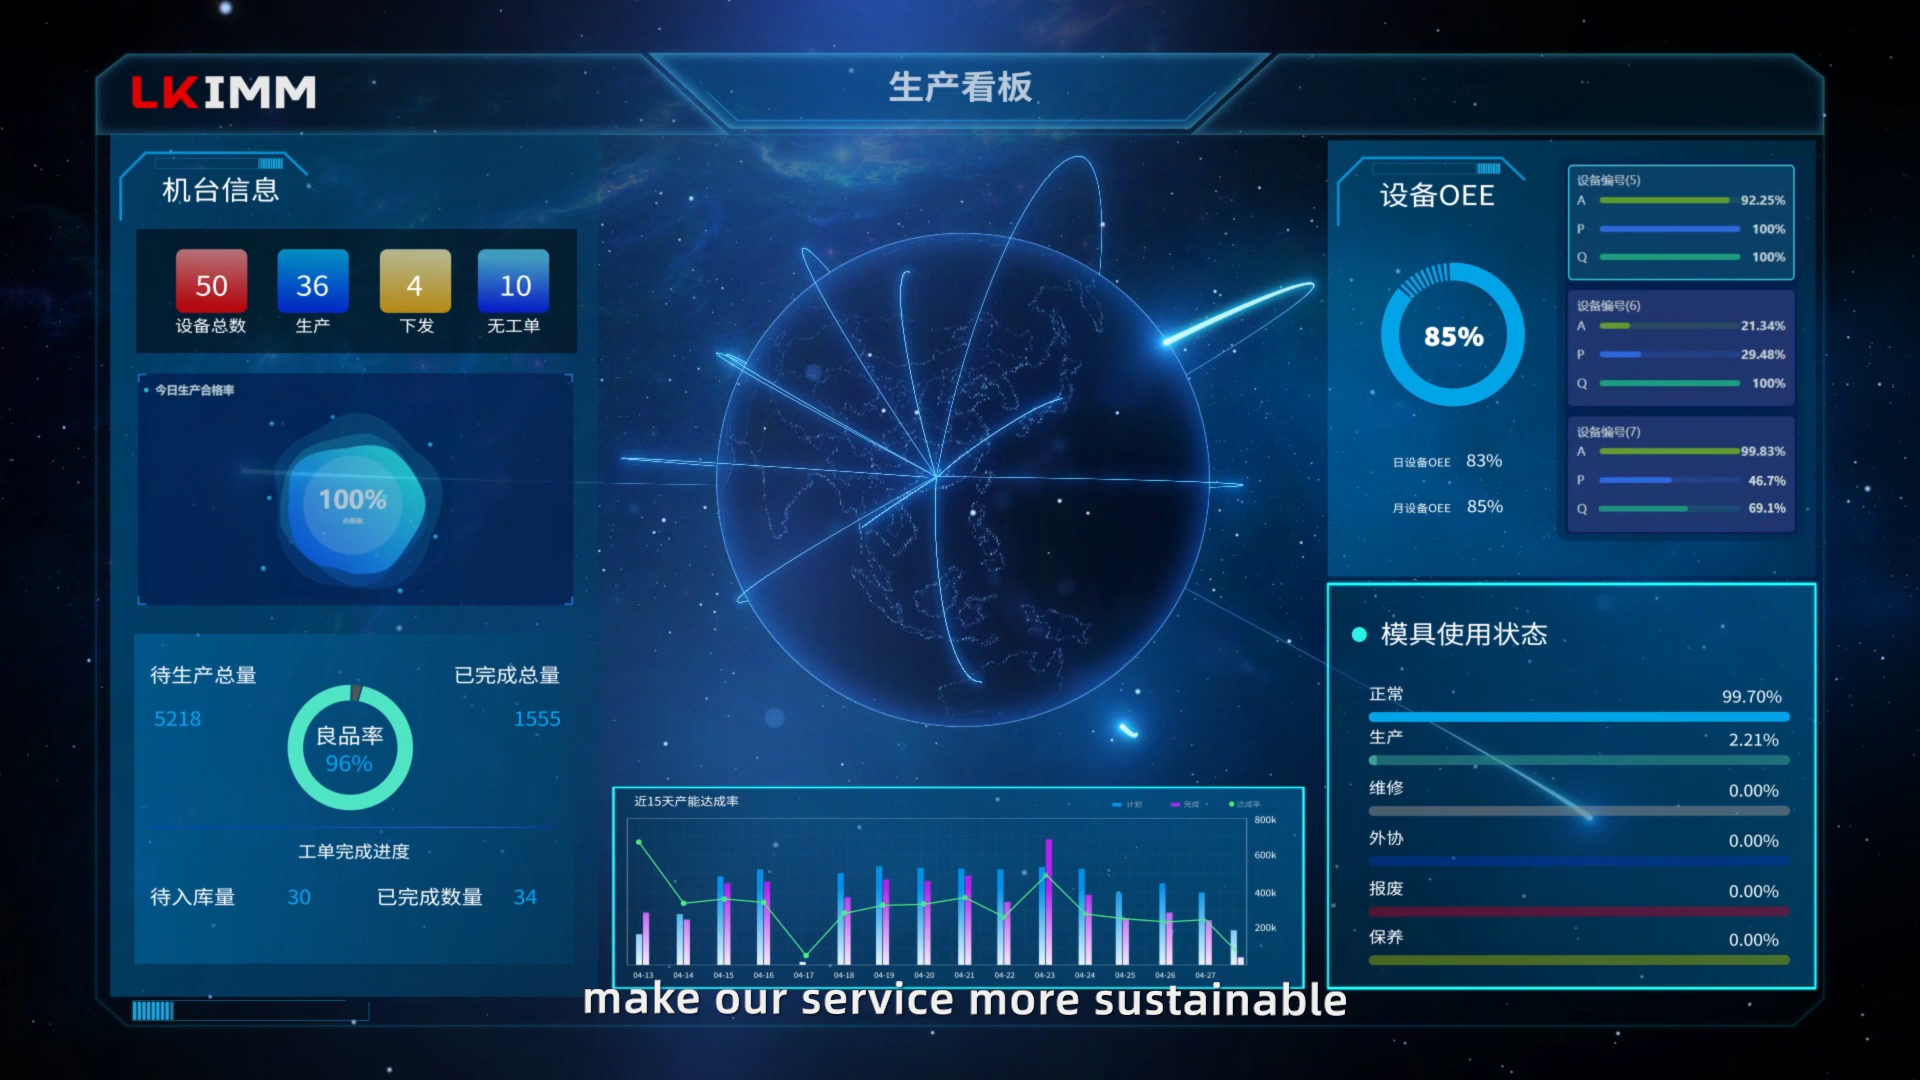 LKIMM
生产看板
机台信息
50
36
4
10
设备总数
生产
下发
无工单
今日生产合格率
100%
合格率
待生产总量
已完成总量
5218
1555
良品率
96%
工单完成进度
待入库量 30
已完成数量 34
近15天产能达成率
计划
完成
达成率
800k
600k
400k
200k
04-13
04-14
04-15
04-16
04-17
04-18
04-19
04-20
04-21
04-22
04-23
04-24
04-25
04-26
04-27
设备OEE
85%
日设备OEE 83%
月设备OEE 85%
设备编号(5)
A 92.25%
P 100%
Q 100%
设备编号(6)
A 21.34%
P 29.48%
Q 100%
设备编号(7)
A 99.83%
P 46.7%
Q 69.1%
模具使用状态
正常 99.70%
生产 2.21%
维修 0.00%
外协 0.00%
报废 0.00%
保养 0.00%
make our service more sustainable